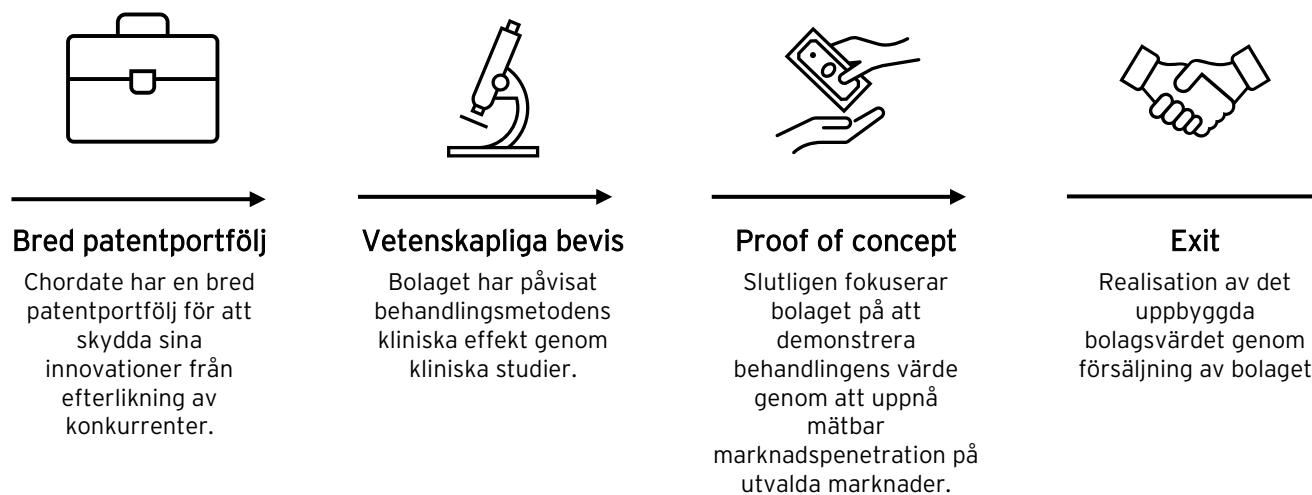 Bred patentportfölj
Chordate har en bred
patentportfölj för att
skydda sina
innovationer från
efterlikning av
konkurrenter.
Vetenskapliga bevis
Bolaget har påvisat
behandlingsmetodens
kliniska effekt genom
kliniska studier.
Proof of concept
Slutligen fokuserar
bolaget på att
demonstrera
behandlingens värde
genom att uppnå
mätbar
marknadspenetration på
utvalda marknader.
Exit
Realisation av det
uppbyggda
bolagsvärdet genom
försäljning av bolaget